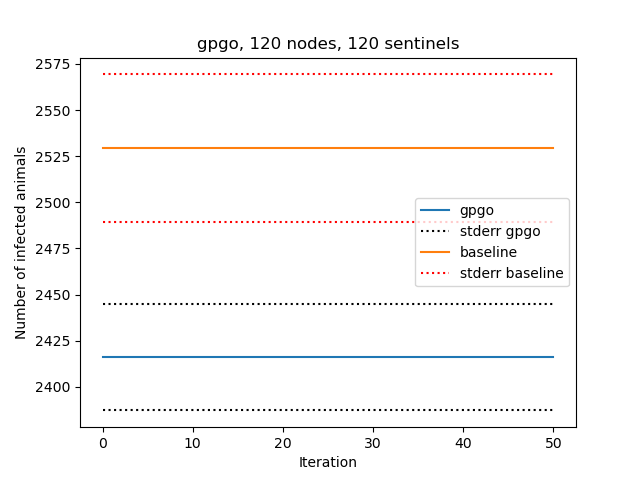 gpgo, 120 nodes, 120 sentinels
Number of infected animals
2575
2550
2525
2500
2475
2450
2425
2400
gpgo
stderr gpgo
baseline
stderr baseline
0 10 20 30 40 50
Iteration